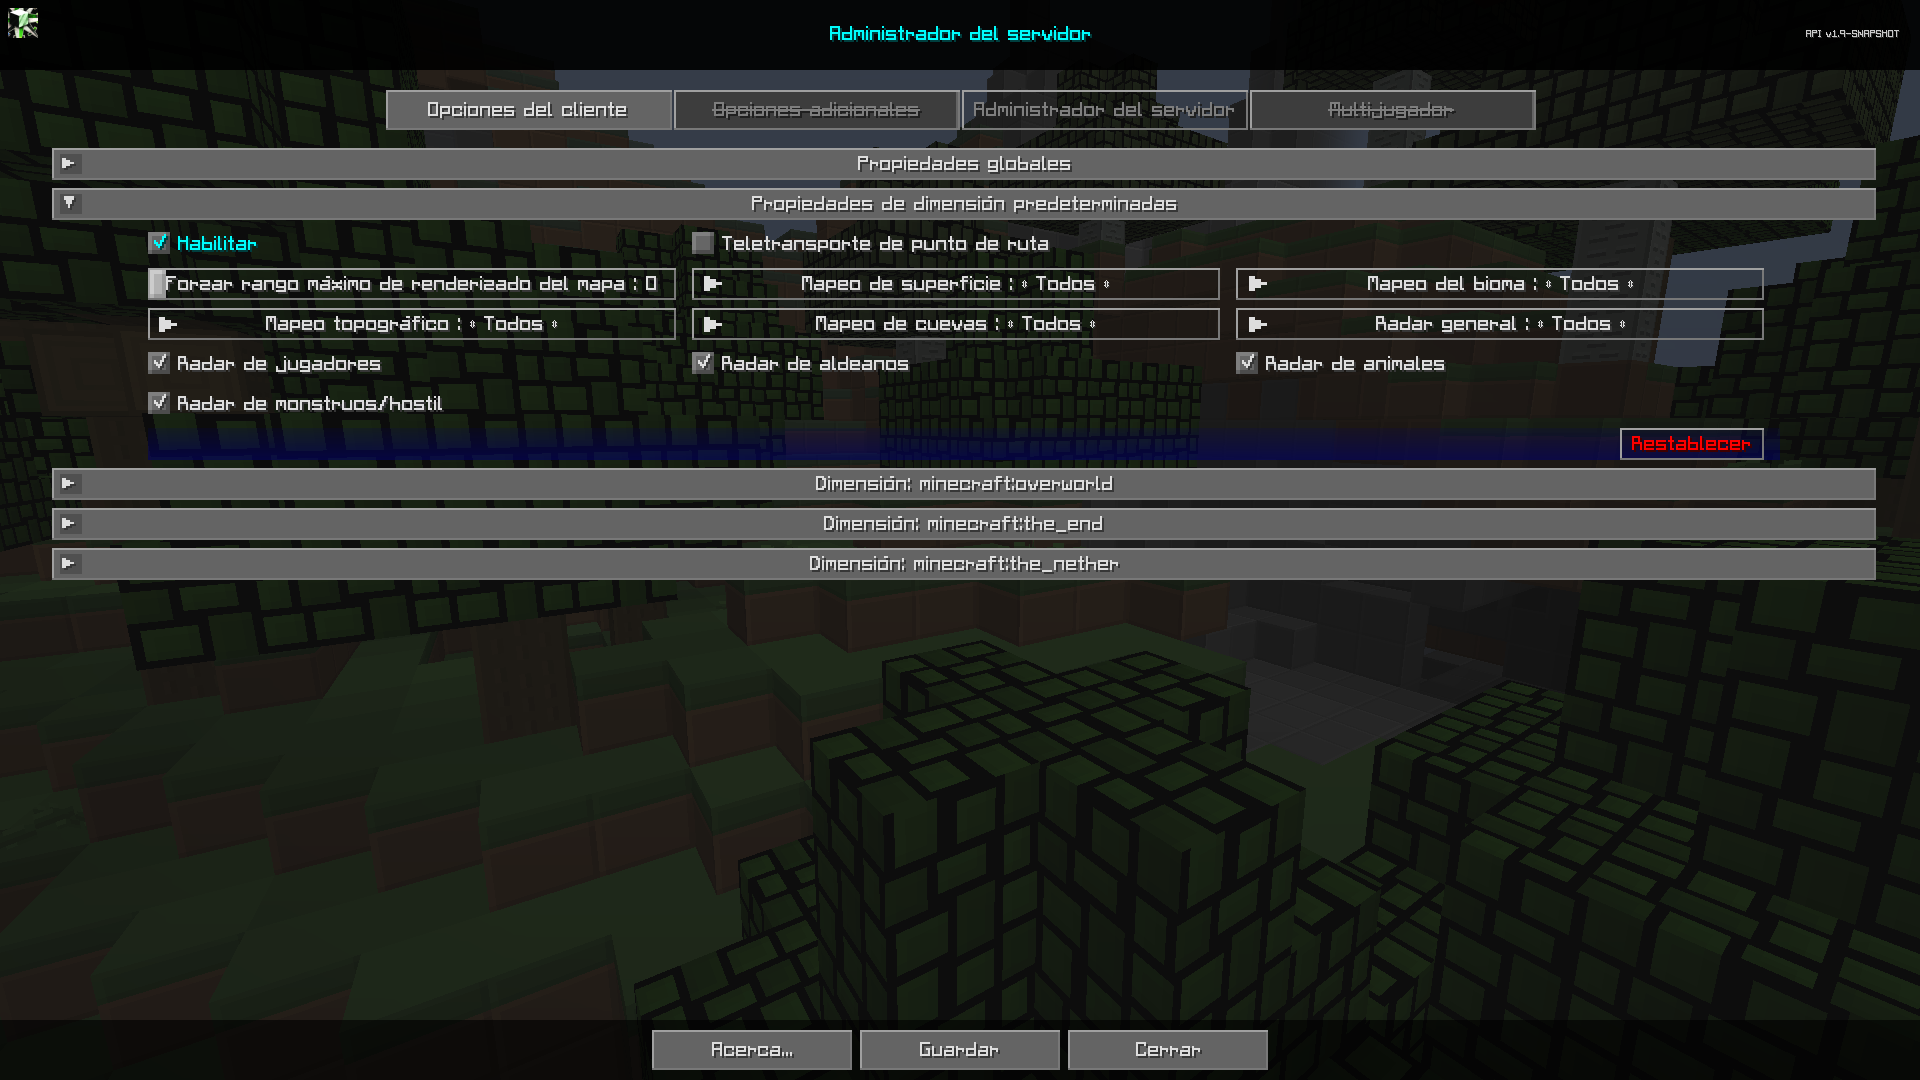 Administrador del servidor
API v1.9-SNAPSHOT
Opciones del cliente
Opciones adicionales
Administrador del servidor
Multijugador
Propiedades globales
Propiedades de dimensión predeterminadas
Habilitar
Teletransporte de punto de ruta
Forzar rango máximo de renderizado del mapa : 0
Mapeo de superficie : ⬍ Todos ⬍
Mapeo del bioma : ⬍ Todos ⬍
Mapeo topográfico : ⬍ Todos ⬍
Mapeo de cuevas : ⬍ Todos ⬍
Radar general : ⬍ Todos ⬍
Radar de jugadores
Radar de aldeanos
Radar de animales
Radar de monstruos/hostil
Restablecer
Dimensión: minecraft:overworld
Dimensión: minecraft:the_end
Dimensión: minecraft:the_nether
Acerca...
Guardar
Cerrar